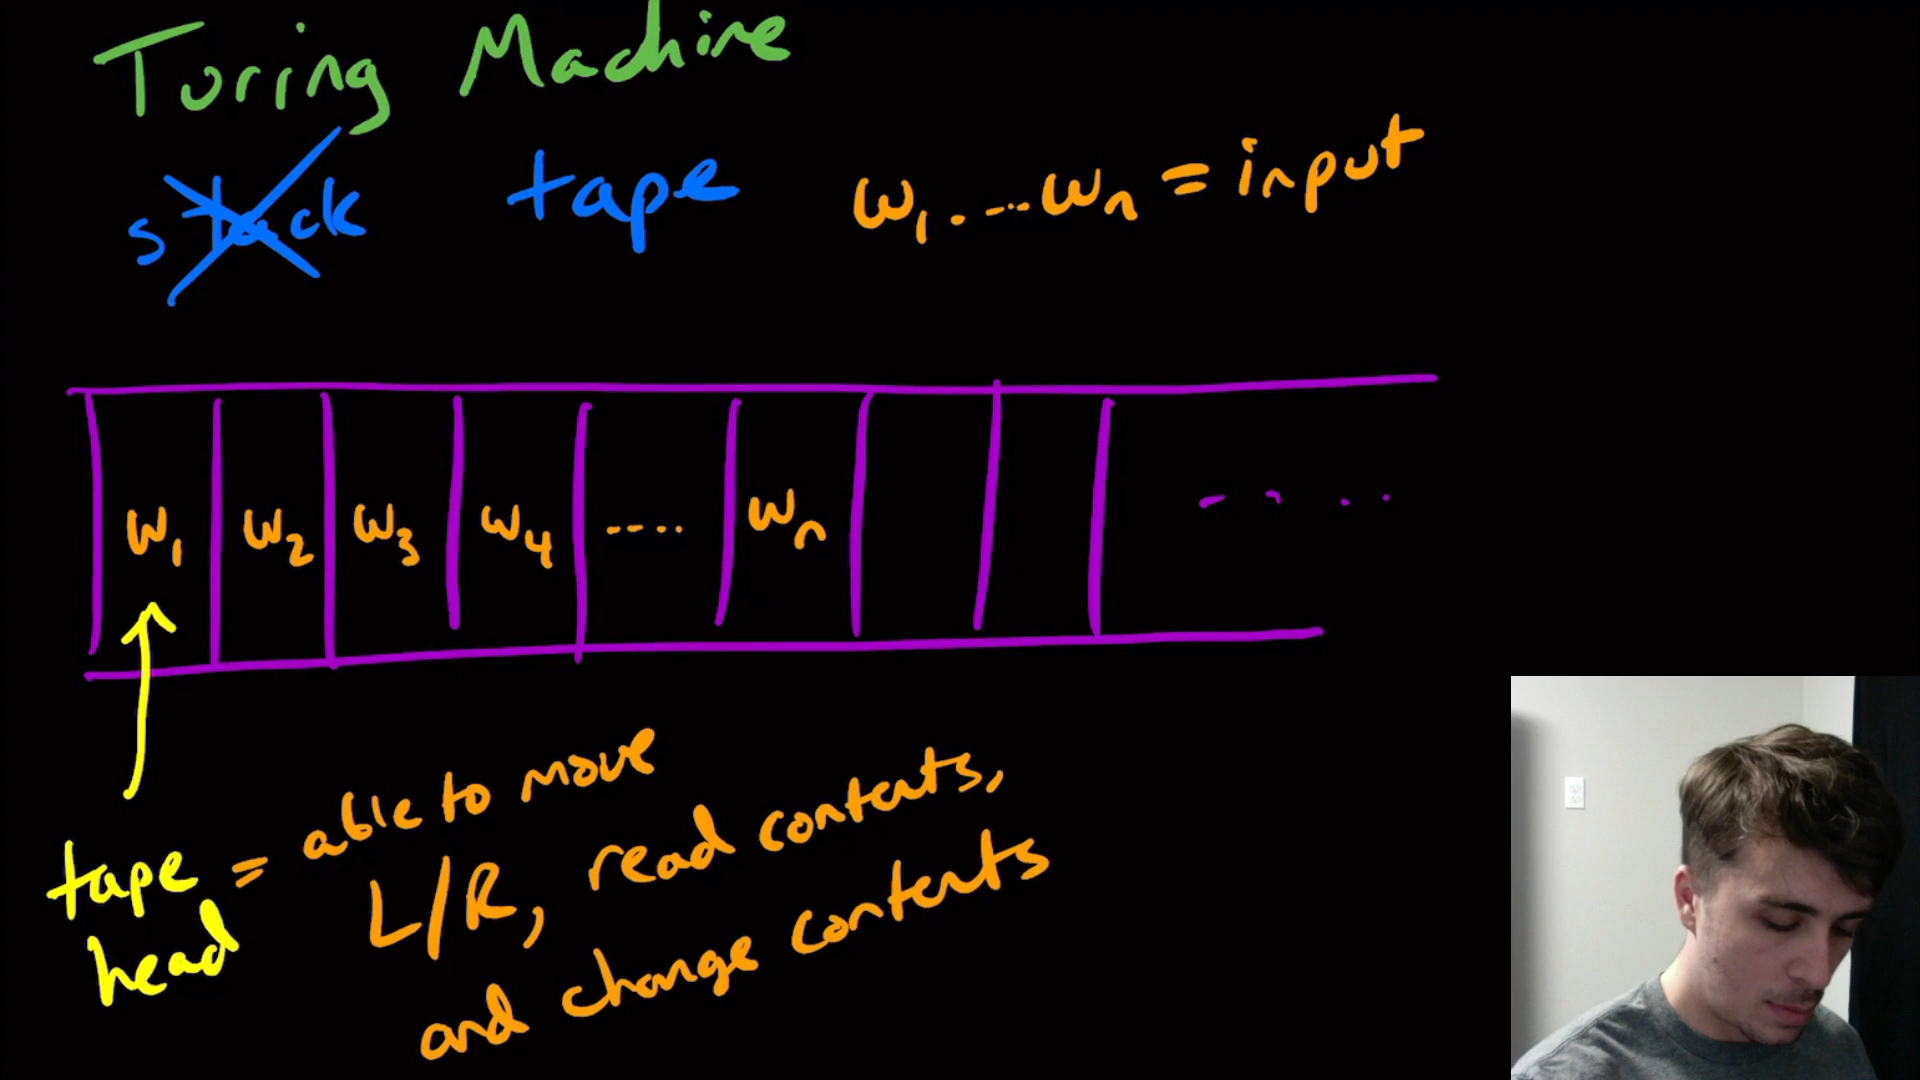 Turing Machine
stack tape w₁. ... wₙ = input
w₁ w₂ w₃ w₄ .... wₙ - - . .
tape head = able to move
L/R, read contents,
and change contents